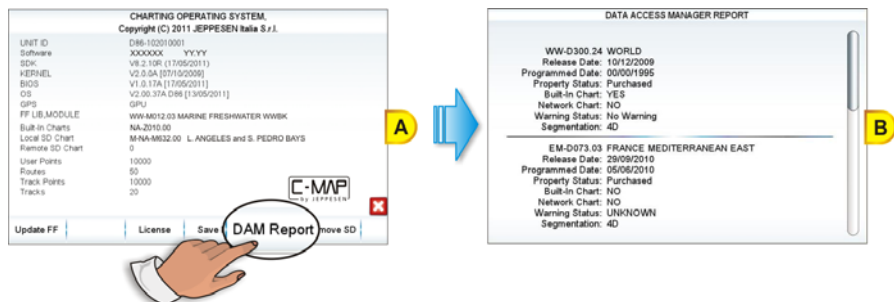 CHARTING OPERATING SYSTEM,
Copyright (C) 2011 JEPPESEN Italia S.r.l.
UNIT ID D86-102010001
Software XXXXXX YY.YY
SDK V8.2.10R (17/05/2011)
KERNEL V2.0.0A [07/10/2009]
BIOS V1.0.17A [17/05/2011]
OS V2.00.37A D86 [13/05/2011]
GPS GPU
FF LIB,MODULE WW-M012.03 MARINE FRESHWATER WWBK
Built-In Charts NA-Z010.00
Local SD Chart M-NA-M632.00 L. ANGELES and S. PEDRO BAYS
Remote SD Chart 0
User Points 10000
Routes 50
Track Points 10000
Tracks 20
C-MAP
by JEPPESEN
Update FF License Save DAM Report move SD
A
DATA ACCESS MANAGER REPORT
WW-D300.24 WORLD
Release Date: 10/12/2009
Programmed Date: 00/00/1995
Property Status: Purchased
Built-In Chart: YES
Network Chart: NO
Warning Status: No Warning
Segmentation: 4D
EM-D073.03 FRANCE MEDITERRANEAN EAST
Release Date: 29/09/2010
Programmed Date: 05/06/2010
Property Status: Purchased
Built-In Chart: NO
Network Chart: NO
Warning Status: UNKNOWN
Segmentation: 4D
B